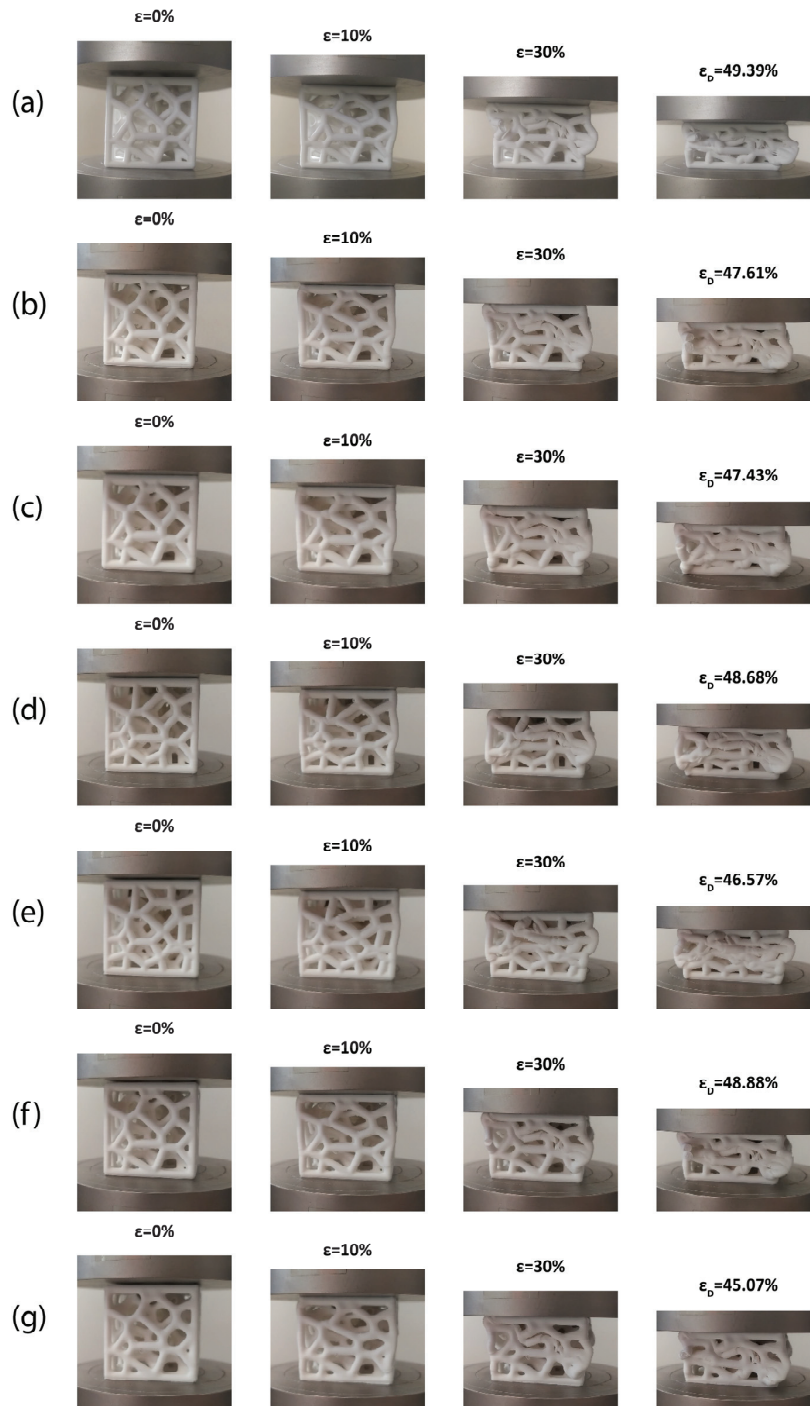 ε=0%
ε=10%
ε=30%
ε_D=49.39%
(a)
ε=0%
ε=10%
ε=30%
ε_D=47.61%
(b)
ε=0%
ε=10%
ε=30%
ε_D=47.43%
(c)
ε=0%
ε=10%
ε=30%
ε_D=48.68%
(d)
ε=0%
ε=10%
ε=30%
ε_D=46.57%
(e)
ε=0%
ε=10%
ε=30%
ε_D=48.88%
(f)
ε=0%
ε=10%
ε=30%
ε_D=45.07%
(g)